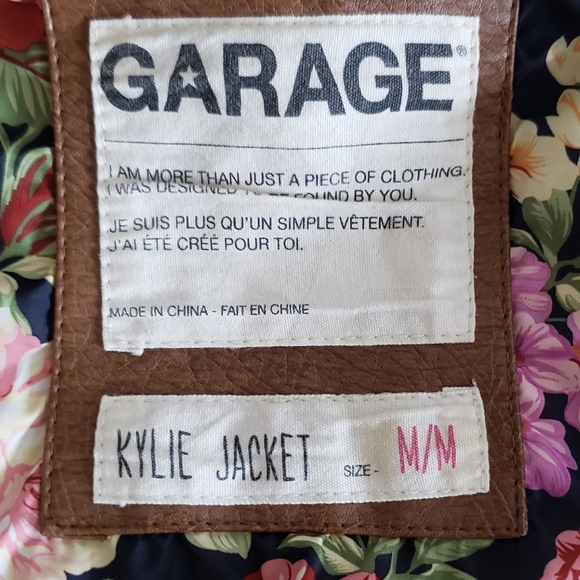 GARAGE®
I AM MORE THAN JUST A PIECE OF CLOTHING.
I WAS DESIGNED TO BE FOUND BY YOU.
JE SUIS PLUS QU'UN SIMPLE VÊTEMENT.
J'AI ÉTÉ CRÉÉ POUR TOI.
MADE IN CHINA - FAIT EN CHINE
KYLIE JACKET SIZE - M/M